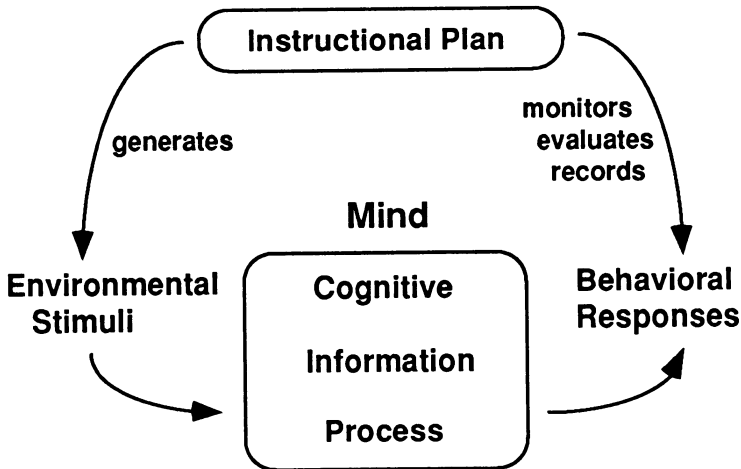 Instructional Plan
generates
monitors
evaluates
records
Mind
Environmental
Stimuli
Cognitive
Information
Process
Behavioral
Responses